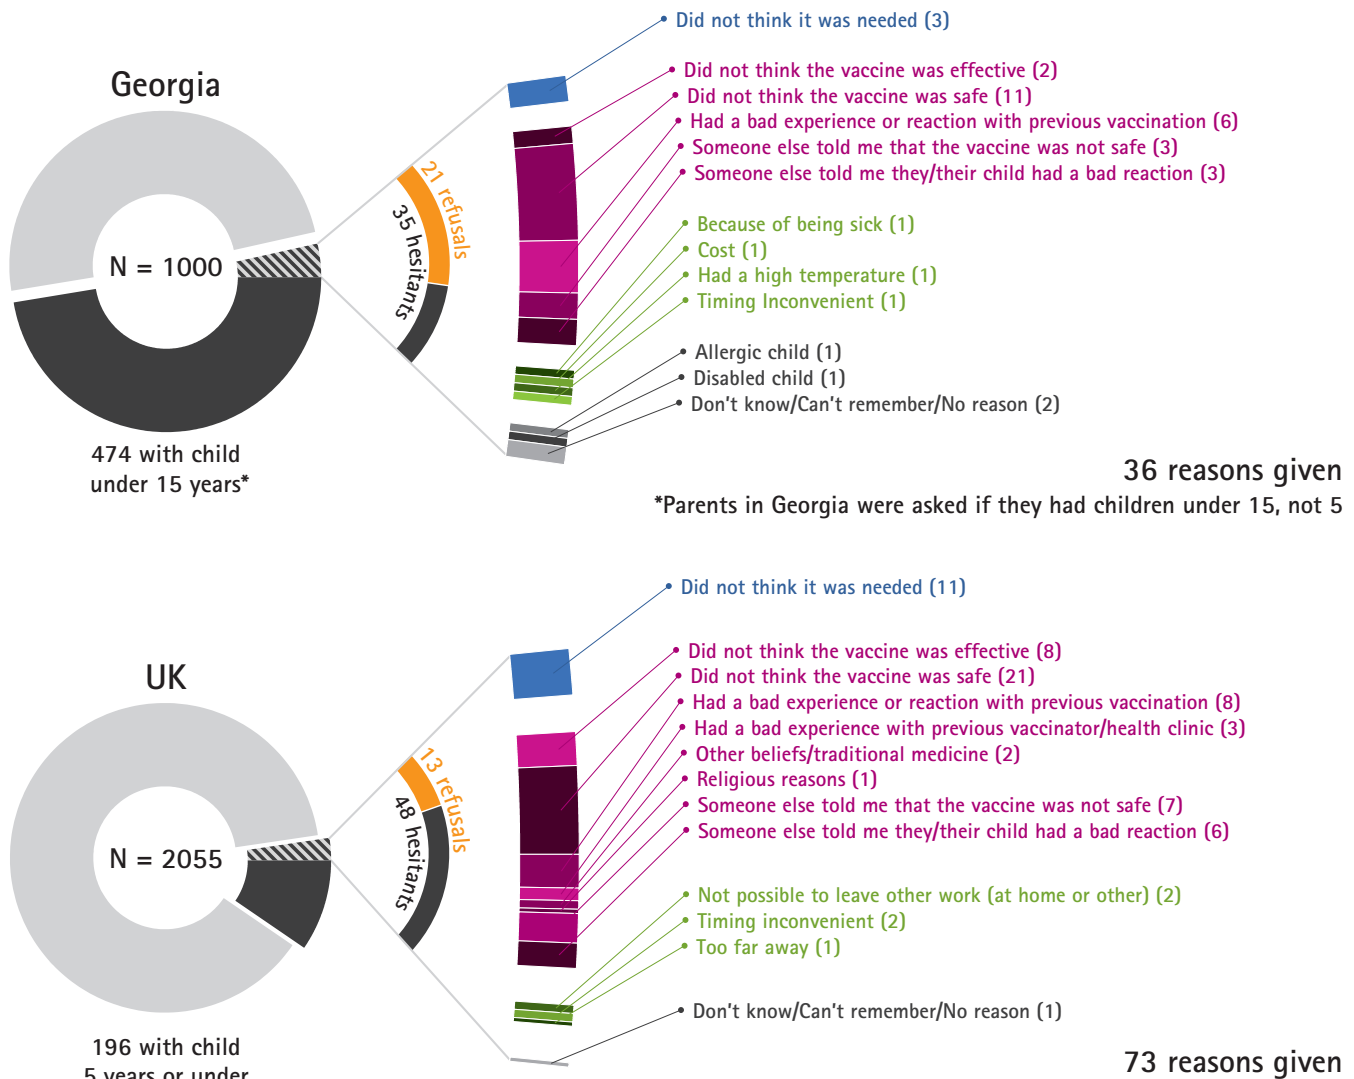 Georgia
N = 1000
474 with child
under 15 years*
21 refusals
35 hesitants
Did not think it was needed (3)
Did not think the vaccine was effective (2)
Did not think the vaccine was safe (11)
Had a bad experience or reaction with previous vaccination (6)
Someone else told me that the vaccine was not safe (3)
Someone else told me they/their child had a bad reaction (3)
Because of being sick (1)
Cost (1)
Had a high temperature (1)
Timing Inconvenient (1)
Allergic child (1)
Disabled child (1)
Don't know/Can't remember/No reason (2)
36 reasons given
*Parents in Georgia were asked if they had children under 15, not 5
UK
N = 2055
196 with child
5 years or under
13 refusals
48 hesitants
Did not think it was needed (11)
Did not think the vaccine was effective (8)
Did not think the vaccine was safe (21)
Had a bad experience or reaction with previous vaccination (8)
Had a bad experience with previous vaccinator/health clinic (3)
Other beliefs/traditional medicine (2)
Religious reasons (1)
Someone else told me that the vaccine was not safe (7)
Someone else told me they/their child had a bad reaction (6)
Not possible to leave other work (at home or other) (2)
Timing inconvenient (2)
Too far away (1)
Don't know/Can't remember/No reason (1)
73 reasons given